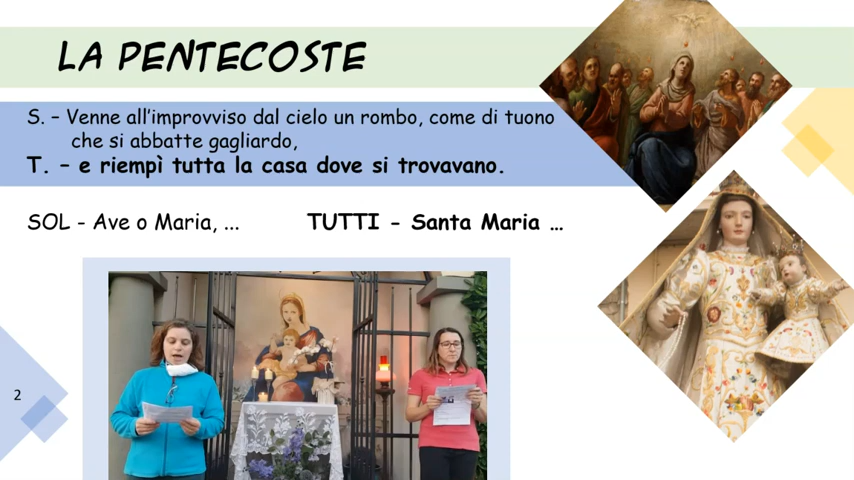 LA PENTECOSTE
S. – Venne all'improvviso dal cielo un rombo, come di tuono
che si abbatte gagliardo,
T. – e riempì tutta la casa dove si trovavano.
SOL - Ave o Maria, ... TUTTI - Santa Maria …
2